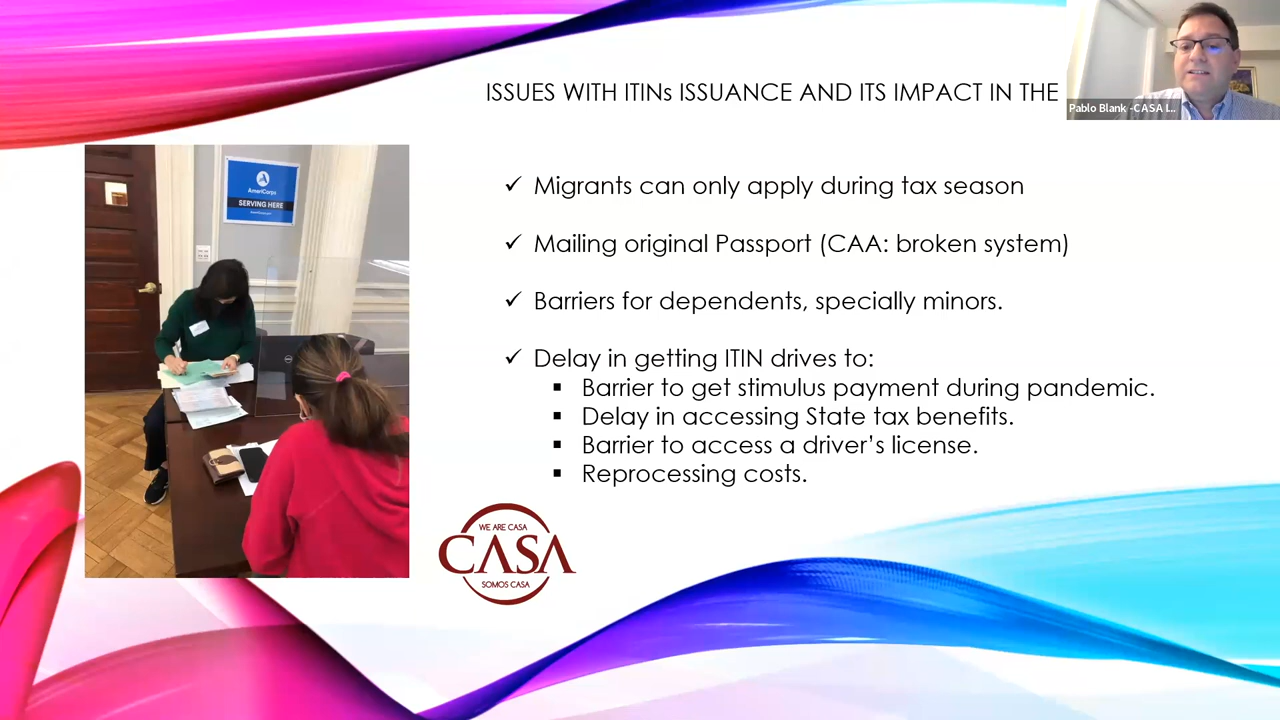 ISSUES WITH ITINs ISSUANCE AND ITS IMPACT IN THE
Pablo Blank -CASA I...
AmeriCorps
SERVING HERE
✓ Migrants can only apply during tax season
✓ Mailing original Passport (CAA: broken system)
✓ Barriers for dependents, specially minors.
✓ Delay in getting ITIN drives to:
▪ Barrier to get stimulus payment during pandemic.
▪ Delay in accessing State tax benefits.
▪ Barrier to access a driver’s license.
▪ Reprocessing costs.
WE ARE CASA
CASA
SOMOS CASA